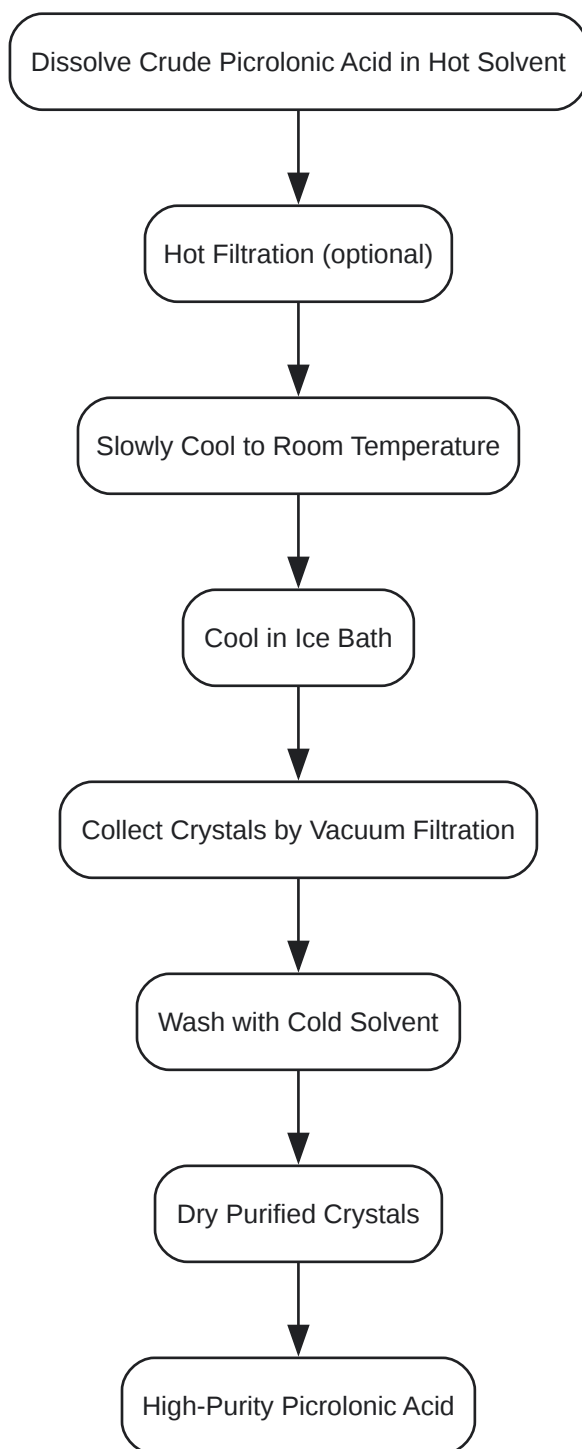 Dissolve Crude Picrolonic Acid in Hot Solvent
Hot Filtration (optional)
Slowly Cool to Room Temperature
Cool in Ice Bath
Collect Crystals by Vacuum Filtration
Wash with Cold Solvent
Dry Purified Crystals
High-Purity Picrolonic Acid